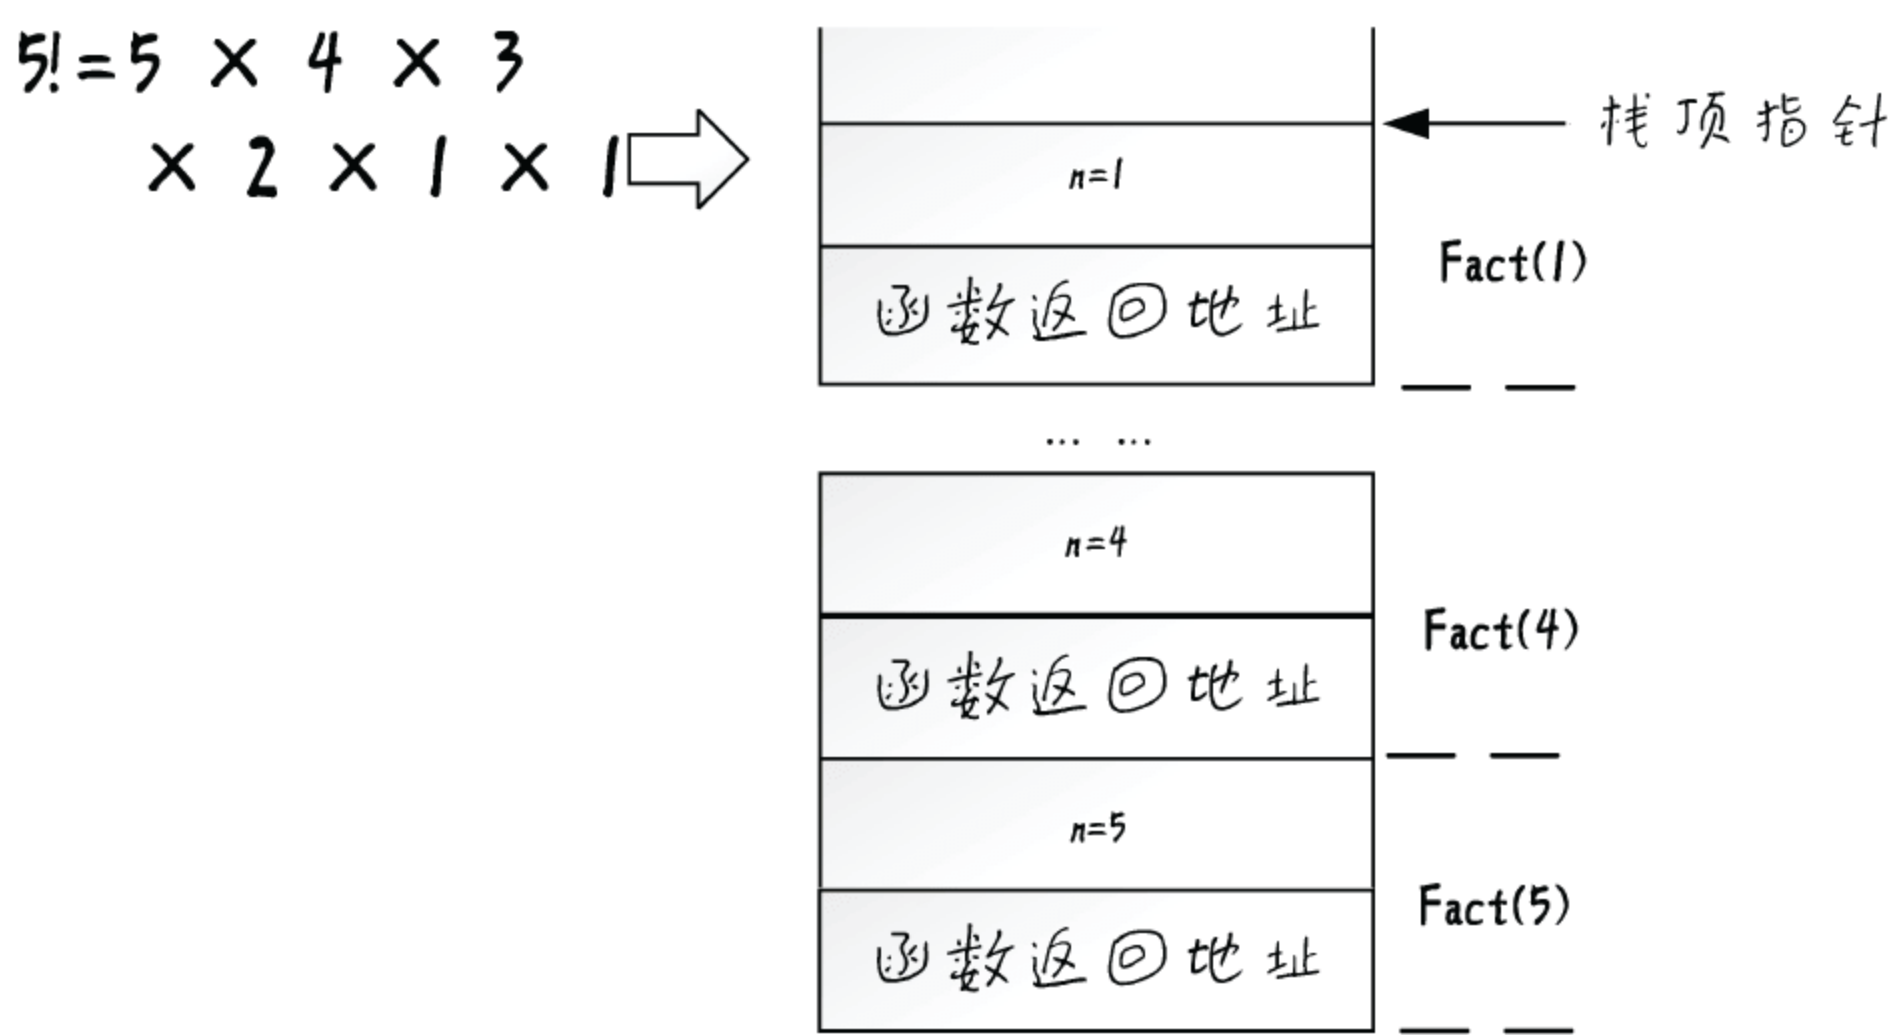 5!=5 × 4 × 3
× 2 × 1 × 1
栈顶指针
n=1
Fact(1)
函数返回地址
... ...
n=4
Fact(4)
函数返回地址
n=5
Fact(5)
函数返回地址